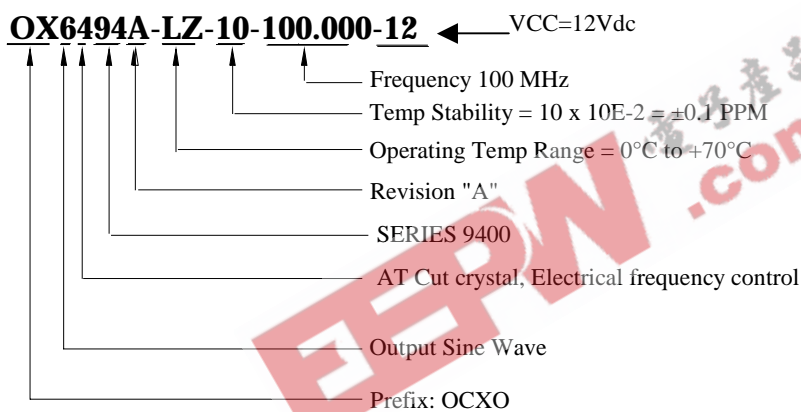 OX6494A-LZ-10-100.000-12 VCC=12Vdc
Frequency 100 MHz
Temp Stability = 10 x 10E-2 = ±0.1 PPM
Operating Temp Range = 0°C to +70°C
Revision "A"
SERIES 9400
AT Cut crystal, Electrical frequency control
Output Sine Wave
Prefix: OCXO
EEPW
.com